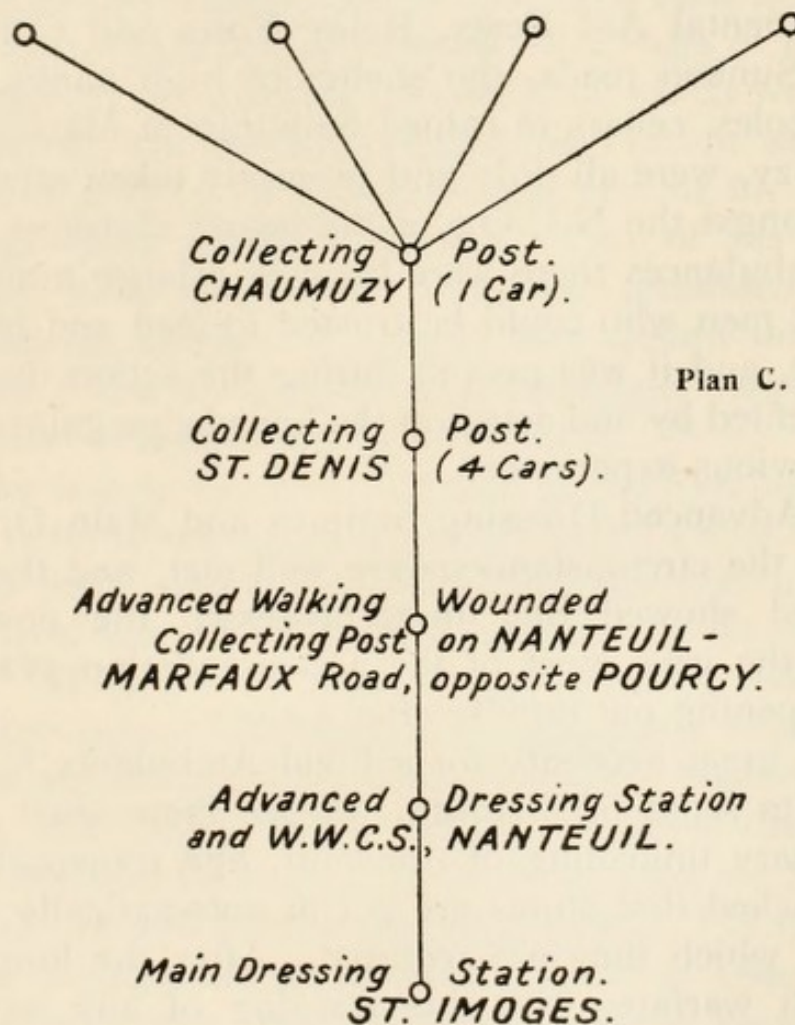 Collecting Post.
CHAUMUZY (1 Car).
Plan C.
Collecting Post.
ST. DENIS (4 Cars).
Advanced Walking Wounded
Collecting Post on NANTEUIL-
MARFAUX Road, opposite POURCY.
Advanced Dressing Station
and W.W.C.S., NANTEUIL.
Main Dressing Station.
ST. IMOGES.